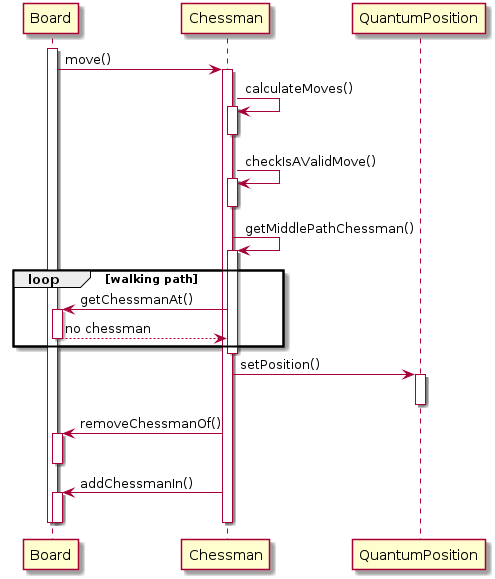 Board Chessman QuantumPosition
move()
calculateMoves()
checkIsAValidMove()
getMiddlePathChessman()
loop [walking path]
getChessmanAt()
no chessman
setPosition()
removeChessmanOf()
addChessmanIn()
Board Chessman QuantumPosition